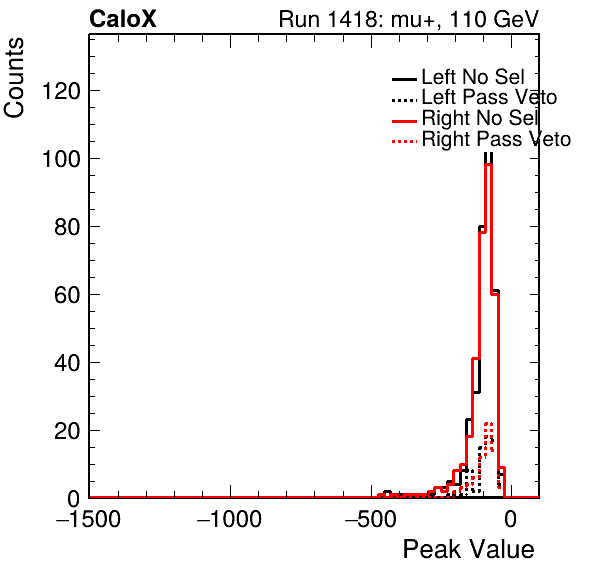 CaloX Run 1418: mu+, 110 GeV
Counts
Left No Sel
Left Pass Veto
Right No Sel
Right Pass Veto
120
100
80
60
40
20
0
−1500 −1000 −500 0
Peak Value